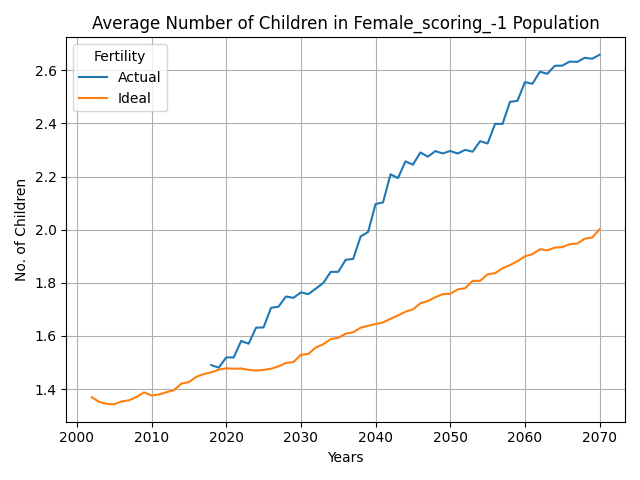 Average Number of Children in Female_scoring_-1 Population
Fertility
Actual
Ideal
No. of Children
2.6
2.4
2.2
2.0
1.8
1.6
1.4
2000 2010 2020 2030 2040 2050 2060 2070
Years